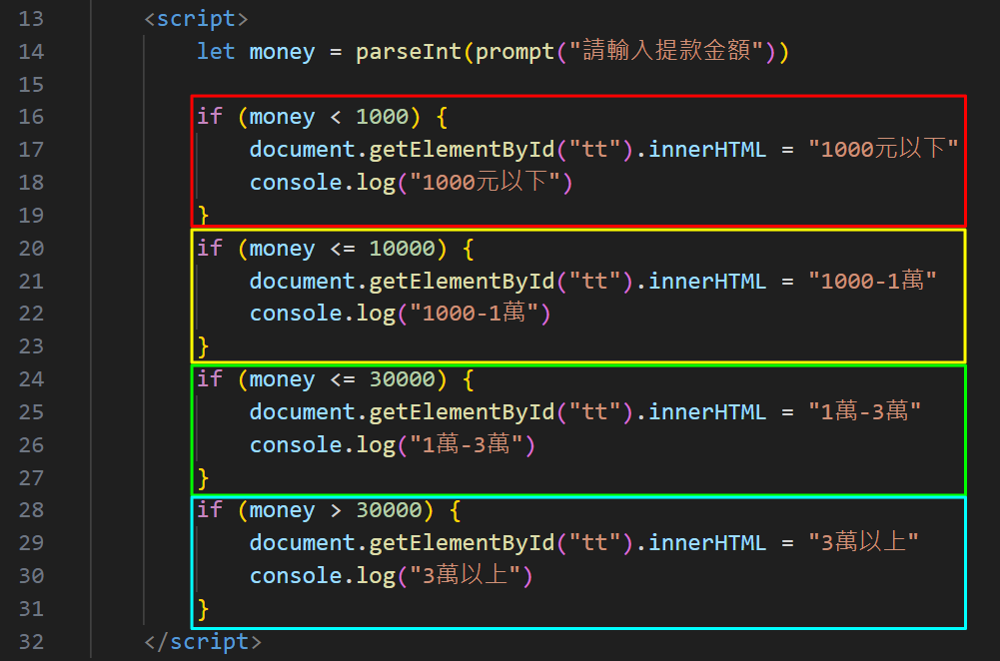 13 <script>
14 let money = parseInt(prompt("請輸入提款金額"))
15
16 if (money < 1000) {
17 document.getElementById("tt").innerHTML = "1000元以下"
18 console.log("1000元以下")
19 }
20 if (money <= 10000) {
21 document.getElementById("tt").innerHTML = "1000-1萬"
22 console.log("1000-1萬")
23 }
24 if (money <= 30000) {
25 document.getElementById("tt").innerHTML = "1萬-3萬"
26 console.log("1萬-3萬")
27 }
28 if (money > 30000) {
29 document.getElementById("tt").innerHTML = "3萬以上"
30 console.log("3萬以上")
31 }
32 </script>